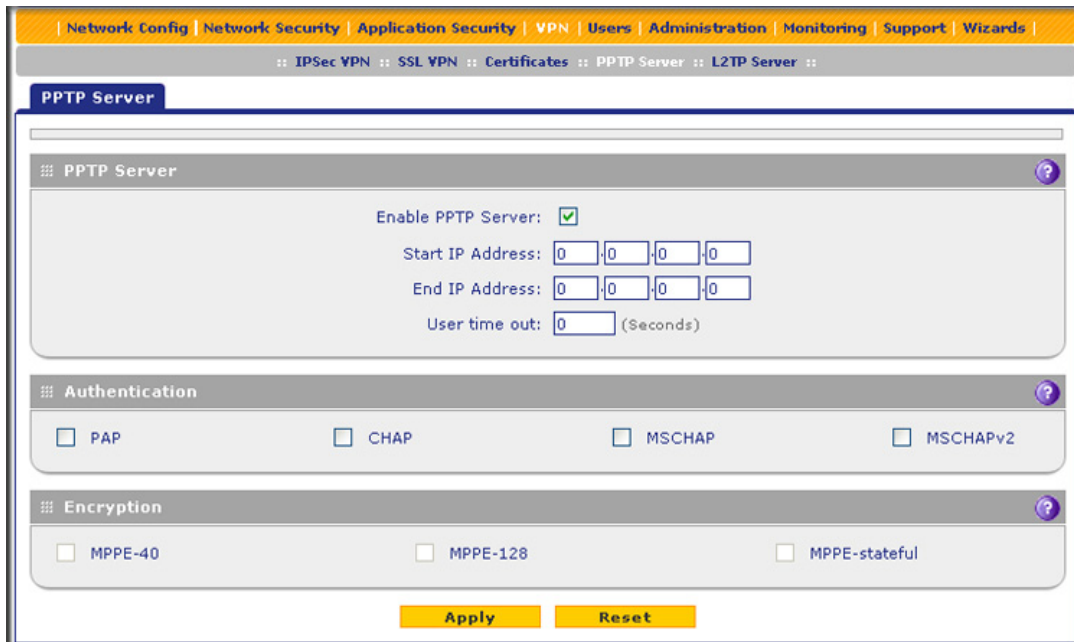 | Network Config | Network Security | Application Security | VPN | Users | Administration | Monitoring | Support | Wizards |
:: IPSec VPN :: SSL VPN :: Certificates :: PPTP Server :: L2TP Server ::
PPTP Server
PPTP Server ?
Enable PPTP Server:
Start IP Address: 0 . 0 . 0 . 0
End IP Address: 0 . 0 . 0 . 0
User time out: 0 (Seconds)
Authentication ?
PAP CHAP MSCHAP MSCHAPv2
Encryption ?
MPPE-40 MPPE-128 MPPE-stateful
Apply Reset